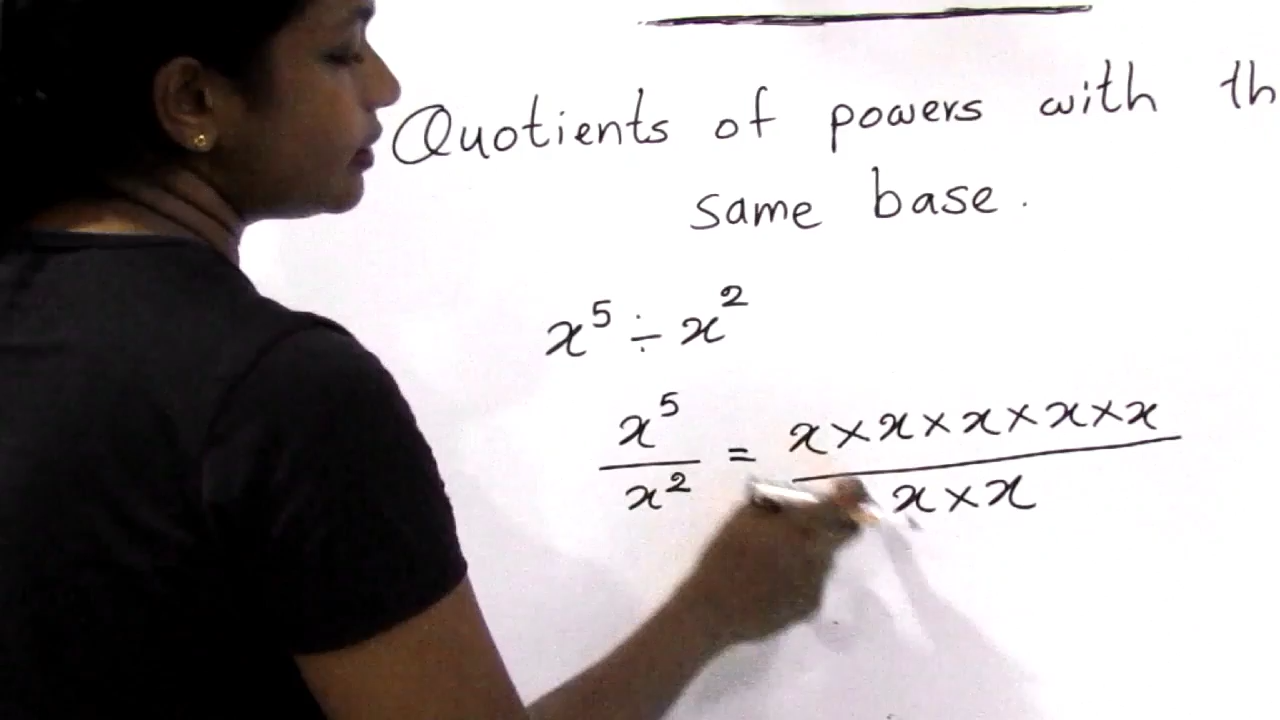 Quotients of powers with th
same base.
x⁵ ÷ x²
x⁵/x² = x×x×x×x×x/x×x